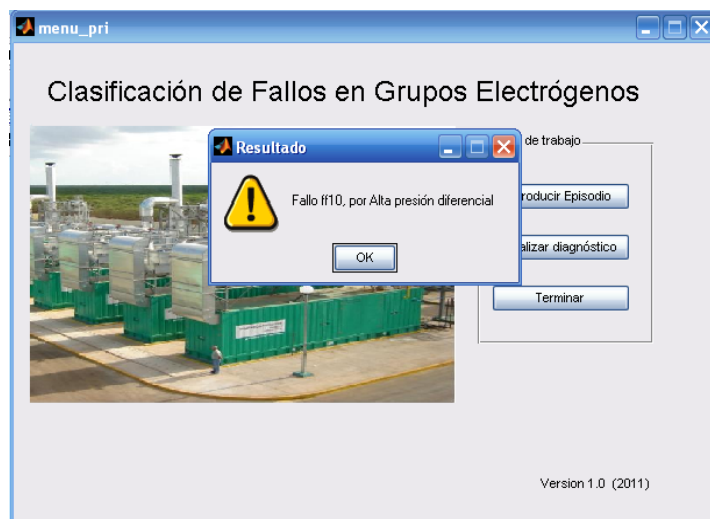 menu_pri
Clasificación de Fallos en Grupos Electrógenos
Resultado
de trabajo
Fallo ff10, por Alta presión diferencial
roducir Episodio
OK
alizar diagnóstico
Terminar
Version 1.0 (2011)